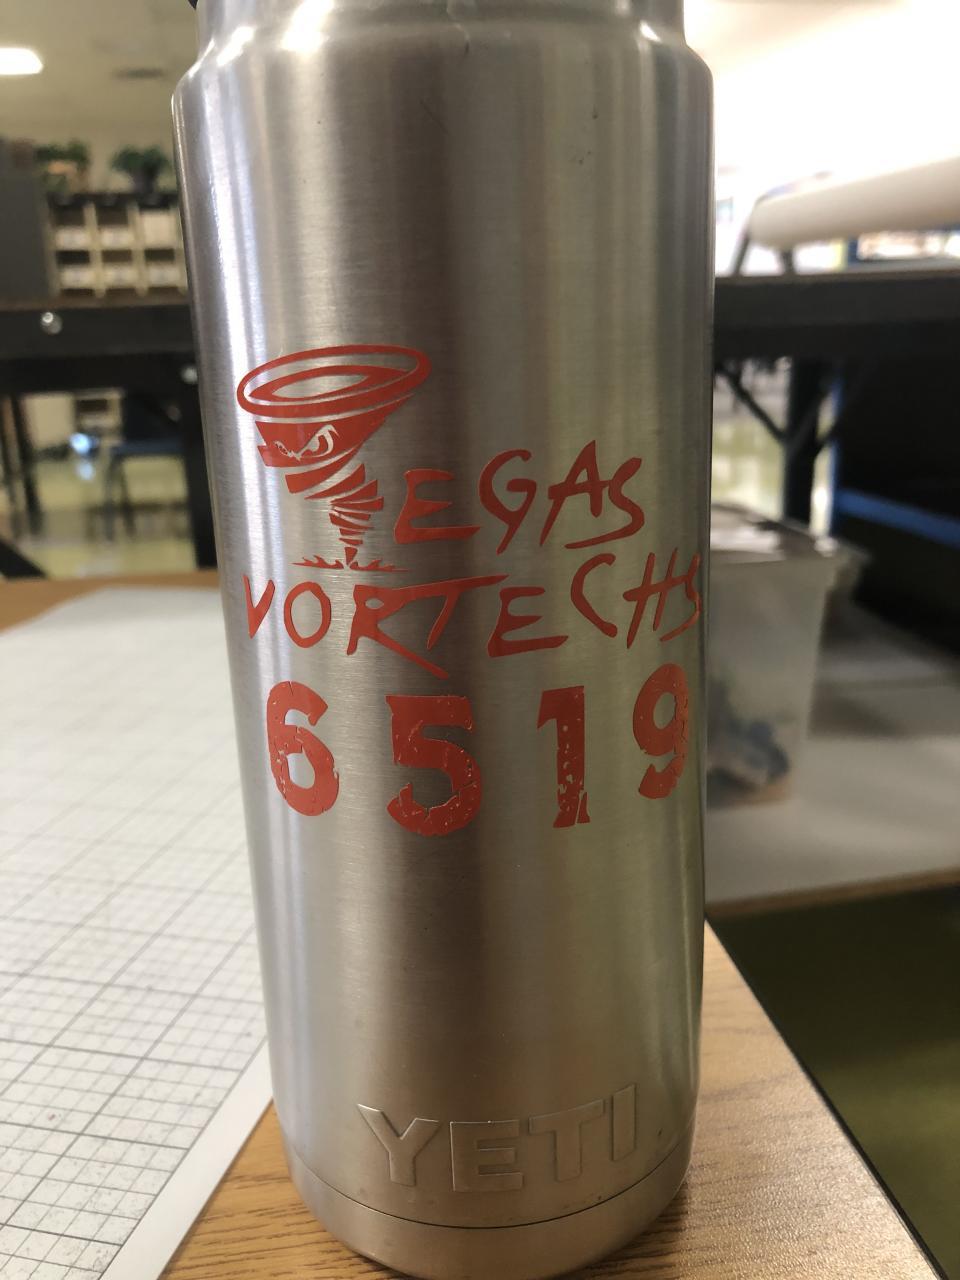 VEGAS
VORTECHS
6519
YETI